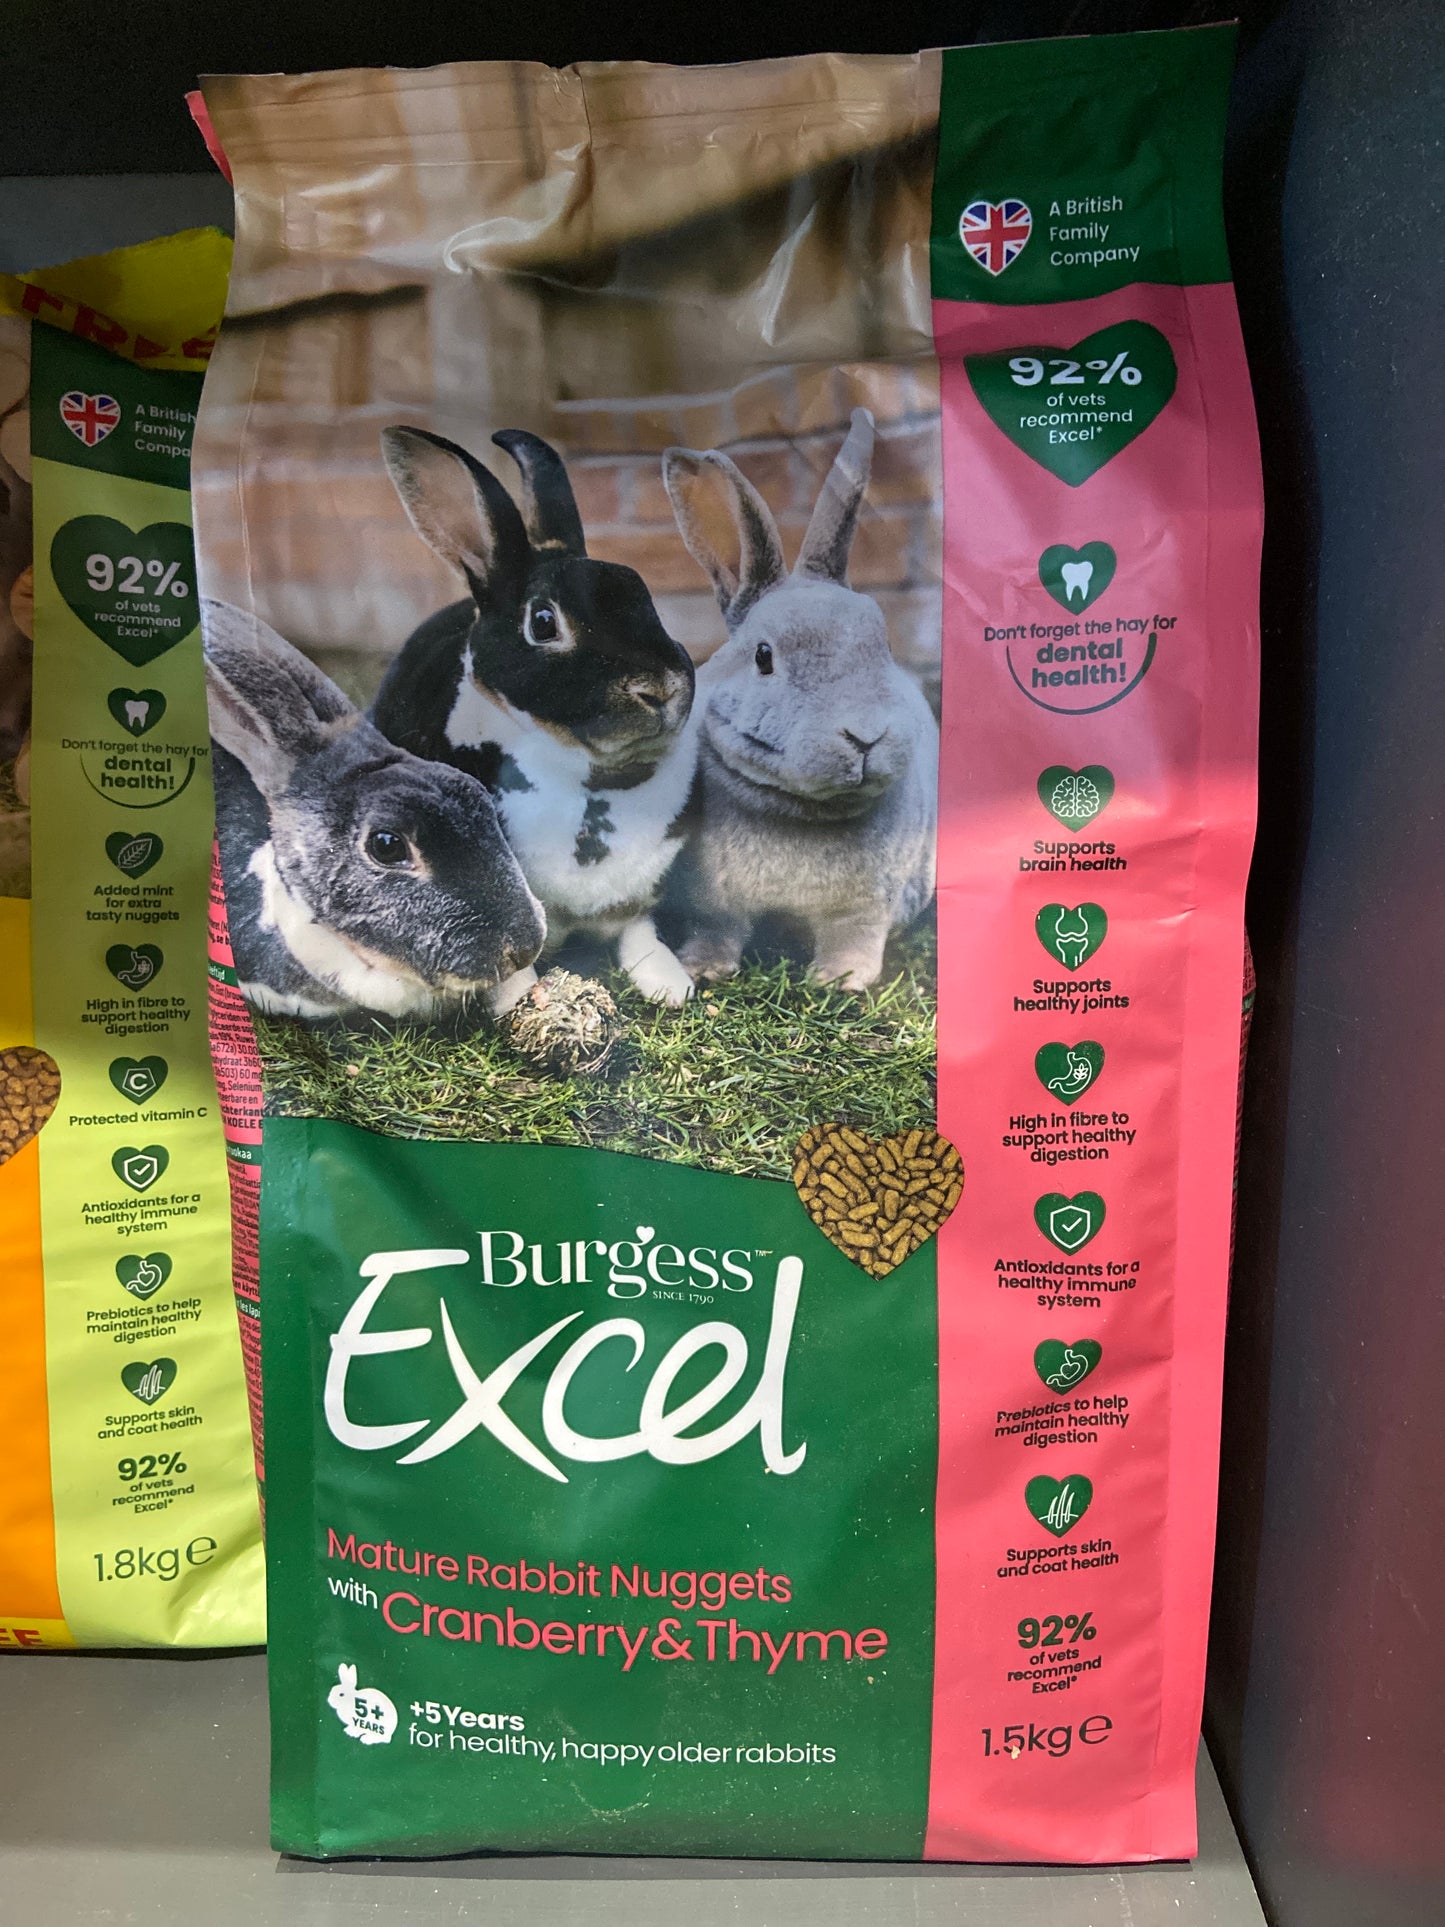 A British
Family
Company
92%
of vets
recommend
Excel*
Don't forget the hay for
dental
health!
Supports
brain health
Supports
healthy joints
High in fibre to
support healthy
digestion
Antioxidants for a
healthy immune
system
Prebiotics to help
maintain healthy
digestion
Supports skin
and coat health
92%
of vets
recommend
Excel*
1.5kg e
Burgess™
SINCE 1790
Excel
Mature Rabbit Nuggets
with Cranberry & Thyme
5+
YEARS
+5 Years
for healthy, happy older rabbits
FREE
A British
Family
92%
of vets
recommend
Excel*
Don't forget the hay for
dental
health!
Added mint
for extra
tasty nuggets
High in fibre to
support healthy
digestion
C
Protected vitamin C
Antioxidants for a
healthy immune
system
Prebiotics to help
maintain healthy
digestion
Supports skin
and coat health
92%
of vets
recommend
Excel*
1.8kg e